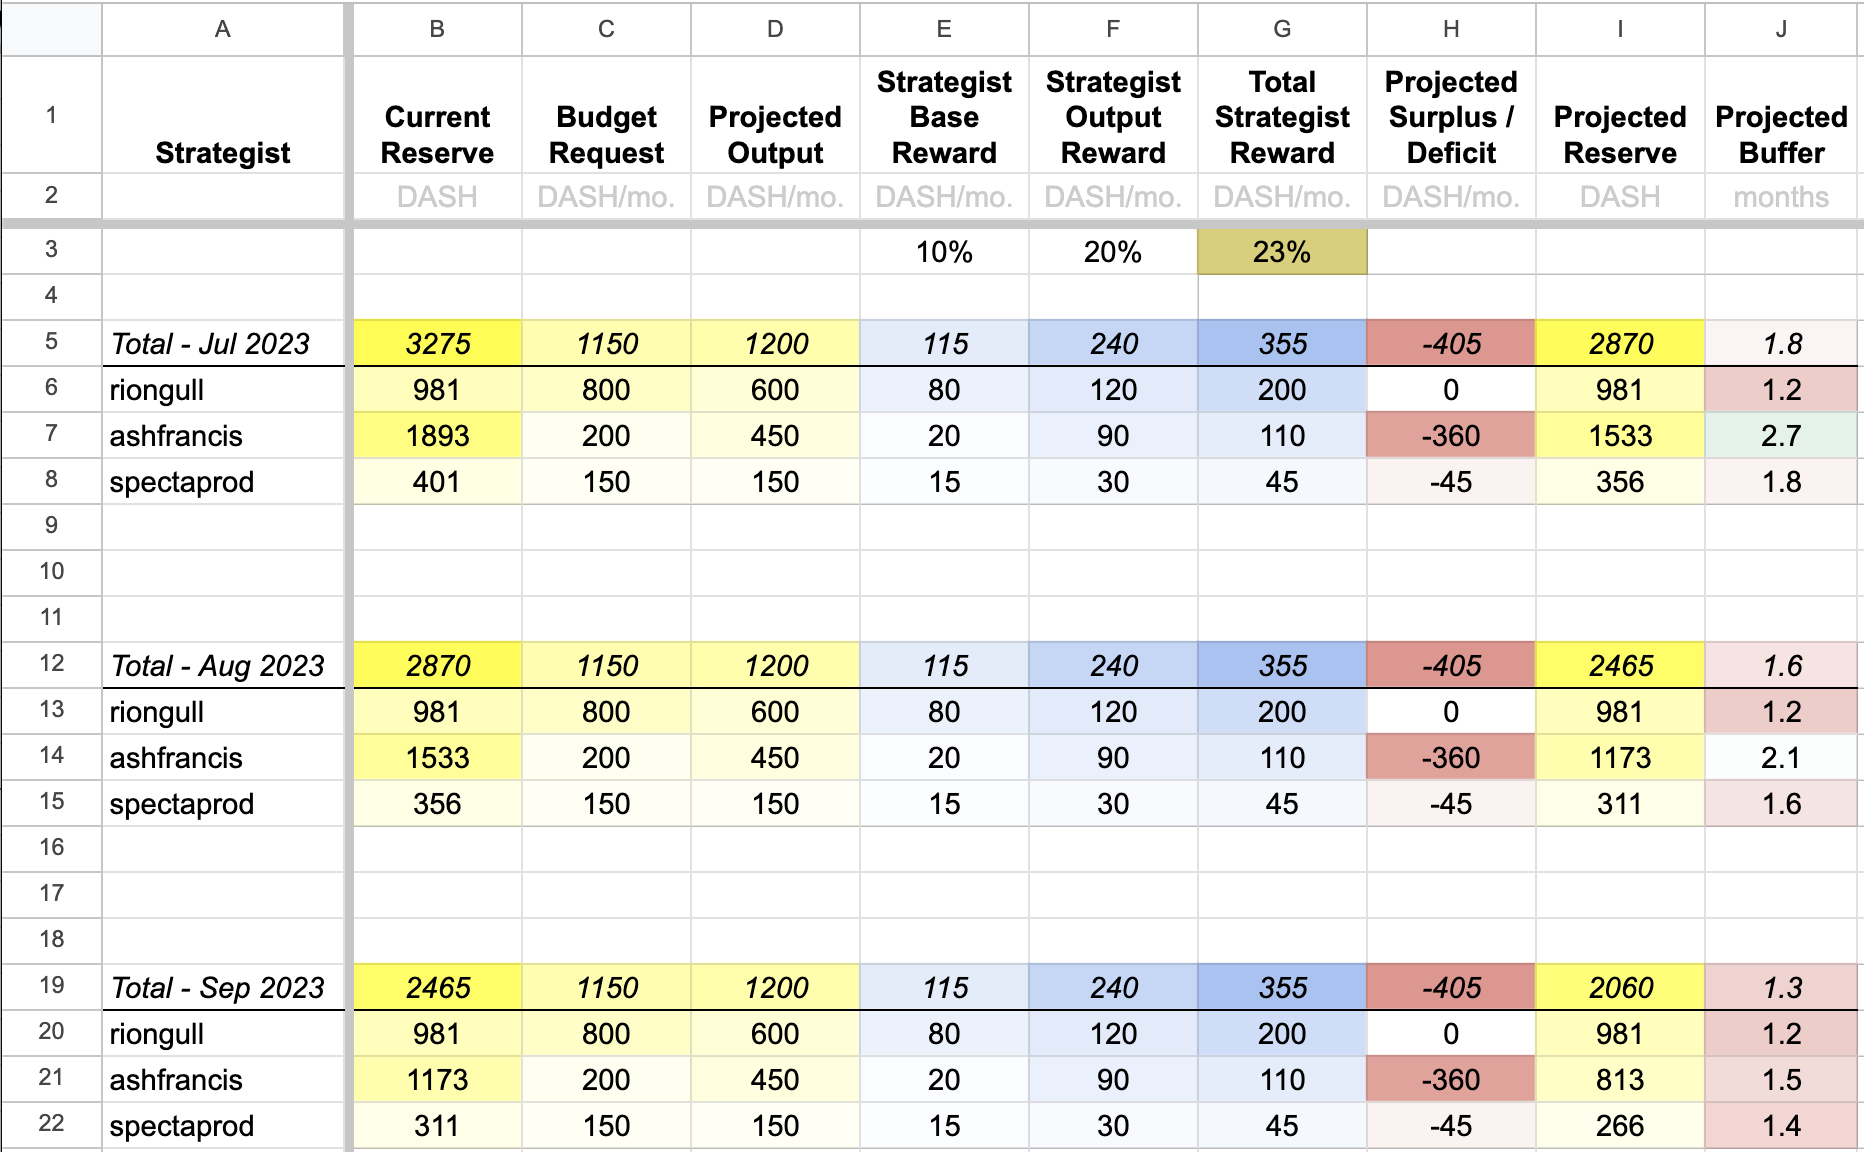 A B C D E F G H I J
1 Strategist Current Reserve Budget Request Projected Output Strategist Base Reward Strategist Output Reward Total Strategist Reward Projected Surplus / Deficit Projected Reserve Projected Buffer
2 DASH DASH/mo. DASH/mo. DASH/mo. DASH/mo. DASH/mo. DASH/mo. DASH months
3 10% 20% 23%
4
5 Total - Jul 2023 3275 1150 1200 115 240 355 -405 2870 1.8
6 riongull 981 800 600 80 120 200 0 981 1.2
7 ashfrancis 1893 200 450 20 90 110 -360 1533 2.7
8 spectaprod 401 150 150 15 30 45 -45 356 1.8
9
10
11
12 Total - Aug 2023 2870 1150 1200 115 240 355 -405 2465 1.6
13 riongull 981 800 600 80 120 200 0 981 1.2
14 ashfrancis 1533 200 450 20 90 110 -360 1173 2.1
15 spectaprod 356 150 150 15 30 45 -45 311 1.6
16
17
18
19 Total - Sep 2023 2465 1150 1200 115 240 355 -405 2060 1.3
20 riongull 981 800 600 80 120 200 0 981 1.2
21 ashfrancis 1173 200 450 20 90 110 -360 813 1.5
22 spectaprod 311 150 150 15 30 45 -45 266 1.4